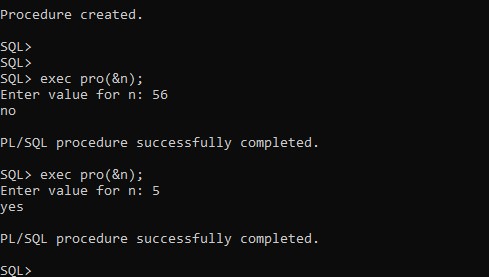 Procedure created.
SQL>
SQL>
SQL> exec pro(&n);
Enter value for n: 56
no
PL/SQL procedure successfully completed.
SQL> exec pro(&n);
Enter value for n: 5
yes
PL/SQL procedure successfully completed.
SQL>